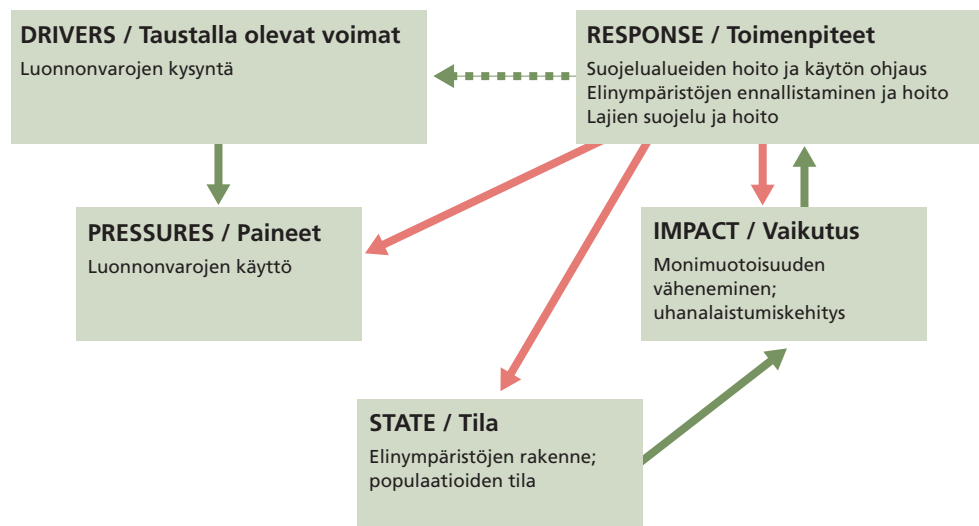 DRIVERS / Taustalla olevat voimat
Luonnonvarojen kysyntä
RESPONSE / Toimenpiteet
Suojelualueiden hoito ja käytön ohjaus
Elinympäristöjen ennallistaminen ja hoito
Lajien suojelu ja hoito
PRESSURES / Paineet
Luonnonvarojen käyttö
IMPACT / Vaikutus
Monimuotoisuuden
väheneminen;
uhanalaistumiskehitys
STATE / Tila
Elinympäristöjen rakenne;
populaatioiden tila